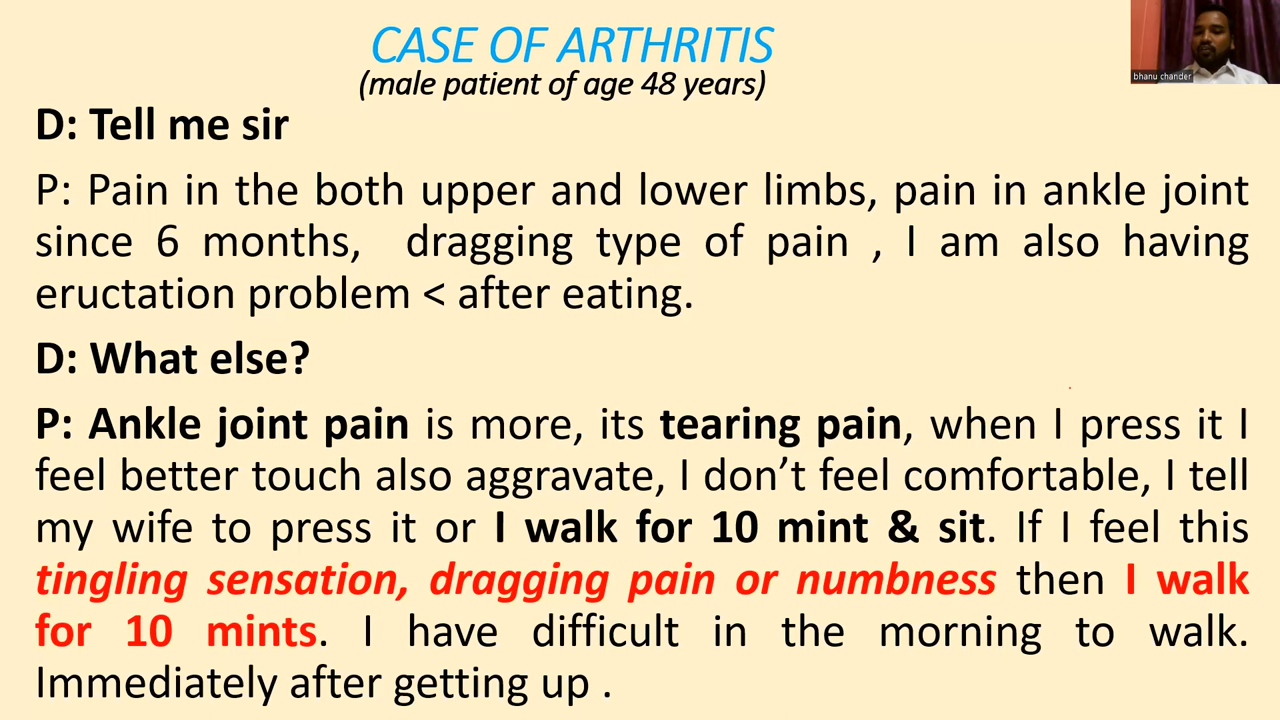 CASE OF ARTHRITIS
(male patient of age 48 years)
bhanu chander
D: Tell me sir
P: Pain in the both upper and lower limbs, pain in ankle joint
since 6 months, dragging type of pain , I am also having
eructation problem < after eating.
D: What else?
P: Ankle joint pain is more, its tearing pain, when I press it I
feel better touch also aggravate, I don’t feel comfortable, I tell
my wife to press it or I walk for 10 mint & sit. If I feel this
tingling sensation, dragging pain or numbness then I walk
for 10 mints. I have difficult in the morning to walk.
Immediately after getting up .